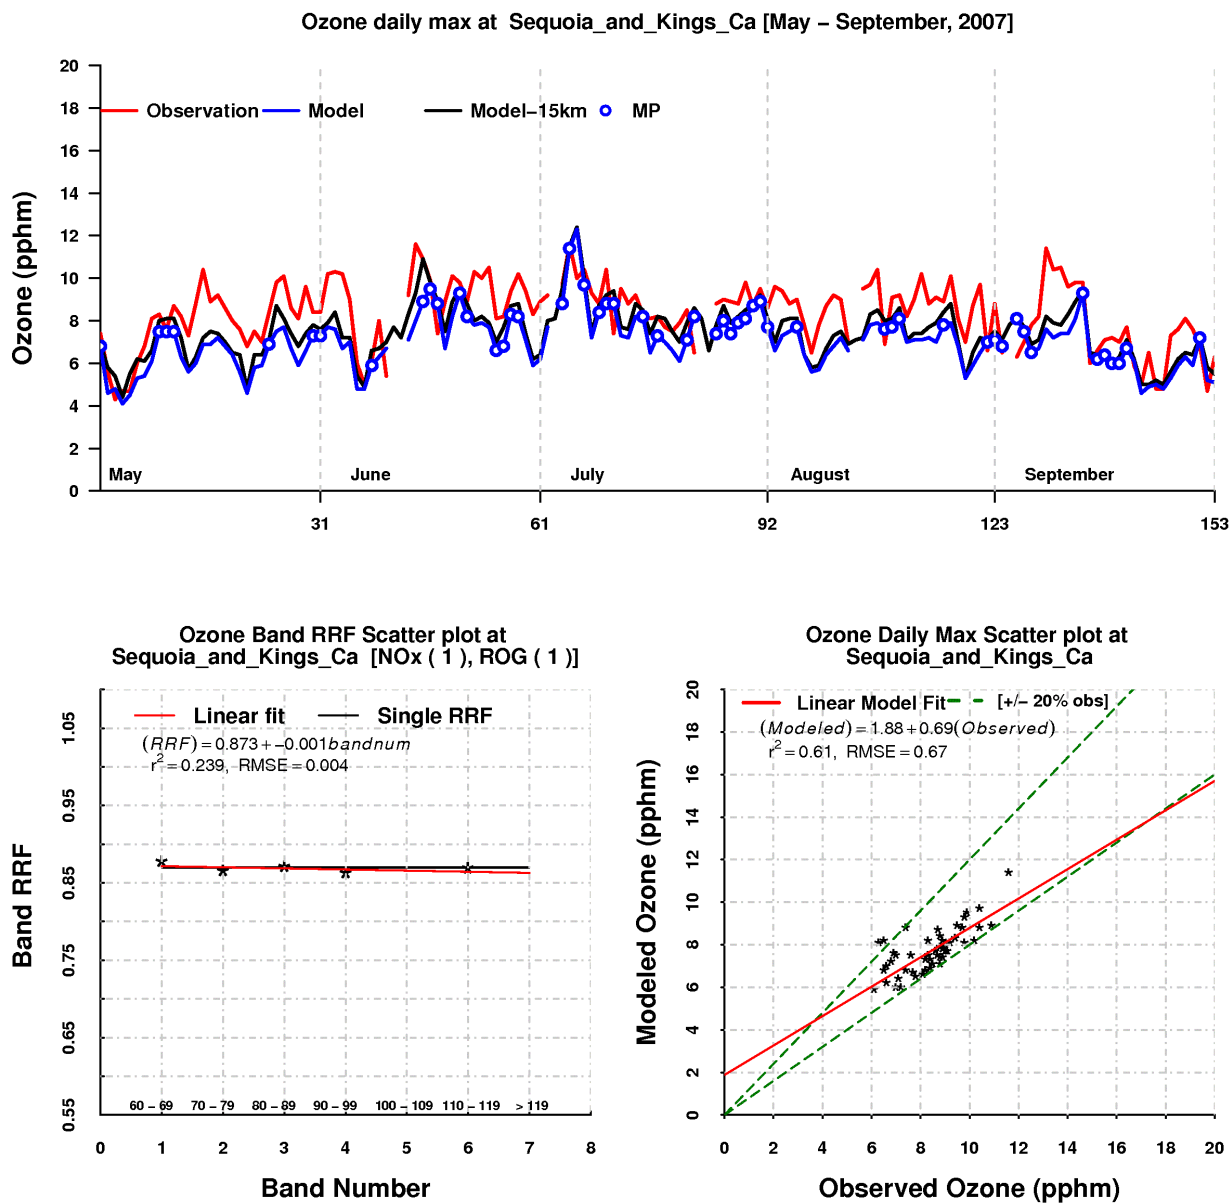 Ozone daily max at Sequoia_and_Kings_Ca [May − September, 2007]
20
18
16
14
12
10
8
6
4
2
0
Ozone (pphm)
Observation Model Model−15km MP
May June July August September
31 61 92 123 153
Ozone Band RRF Scatter plot at
Sequoia_and_Kings_Ca [NOx ( 1 ), ROG ( 1 )]
Linear fit Single RRF
(RRF) = 0.873 + −0.001bandnum
r² = 0.239, RMSE = 0.004
1.05
0.95
0.85
0.75
0.65
0.55
Band RRF
60 − 69 70 − 79 80 − 89 90 − 99 100 − 109 110 − 119 > 119
0 1 2 3 4 5 6 7 8
Band Number
Ozone Daily Max Scatter plot at
Sequoia_and_Kings_Ca
Linear Model Fit [+/− 20% obs]
(Modeled) = 1.88 + 0.69(Observed)
r² = 0.61, RMSE = 0.67
20
18
16
14
12
10
8
6
4
2
0
Modeled Ozone (pphm)
0 2 4 6 8 10 12 14 16 18 20
Observed Ozone (pphm)